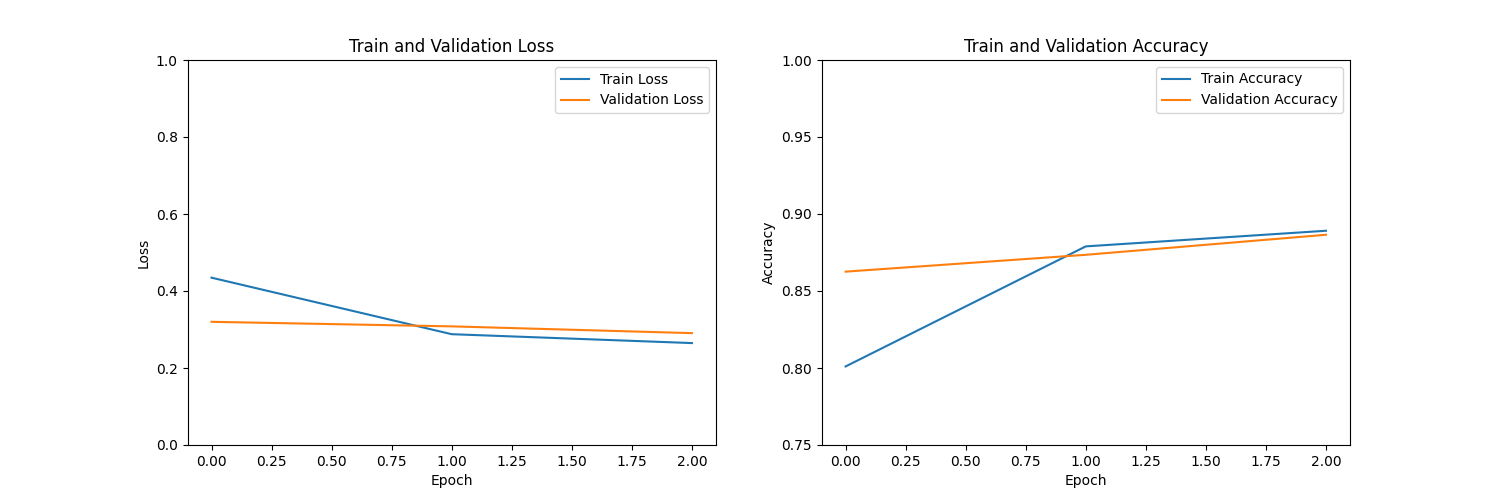 Train and Validation Loss
Train Loss
Validation Loss
1.0
0.8
0.6
0.4
0.2
0.0
Loss
0.00 0.25 0.50 0.75 1.00 1.25 1.50 1.75 2.00
Epoch
Train and Validation Accuracy
Train Accuracy
Validation Accuracy
1.00
0.95
0.90
0.85
0.80
0.75
Accuracy
0.00 0.25 0.50 0.75 1.00 1.25 1.50 1.75 2.00
Epoch